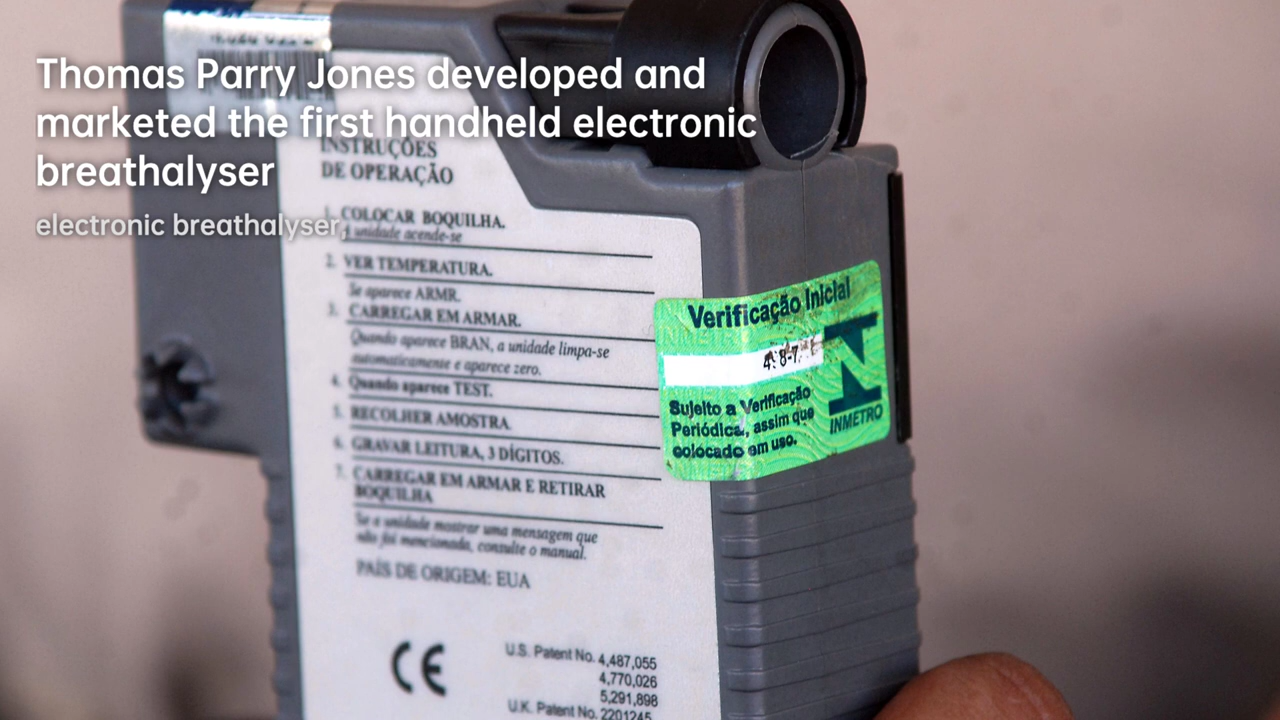 Thomas Parry Jones developed and
marketed the first handheld electronic
breathalyser
electronic breathalyser,
INSTRUÇÕES
DE OPERAÇÃO
1. COLOCAR BOQUILHA.
A unidade acende-se
2. VER TEMPERATURA.
Se aparece ARMR.
3. CARREGAR EM ARMAR.
Quando aparece BRAN, a unidade limpa-se
automaticamente e aparece zero.
4. Quando aparece TEST.
5. RECOLHER AMOSTRA.
6. GRAVAR LEITURA, 3 DÍGITOS.
7. CARREGAR EM ARMAR E RETIRAR
BOQUILHA
Se a unidade mostrar uma mensagem que
não foi mencionada, consulte o manual.
PAÍS DE ORIGEM: EUA
CE
U.S. Patent No. 4,487,055
4,770,026
5,291,898
U.K. Patent No. 2201245
Verificação Inicial
INMETRO
Sujeito a Verificação
Periódica, assim que
colocado em uso.
INMETRO